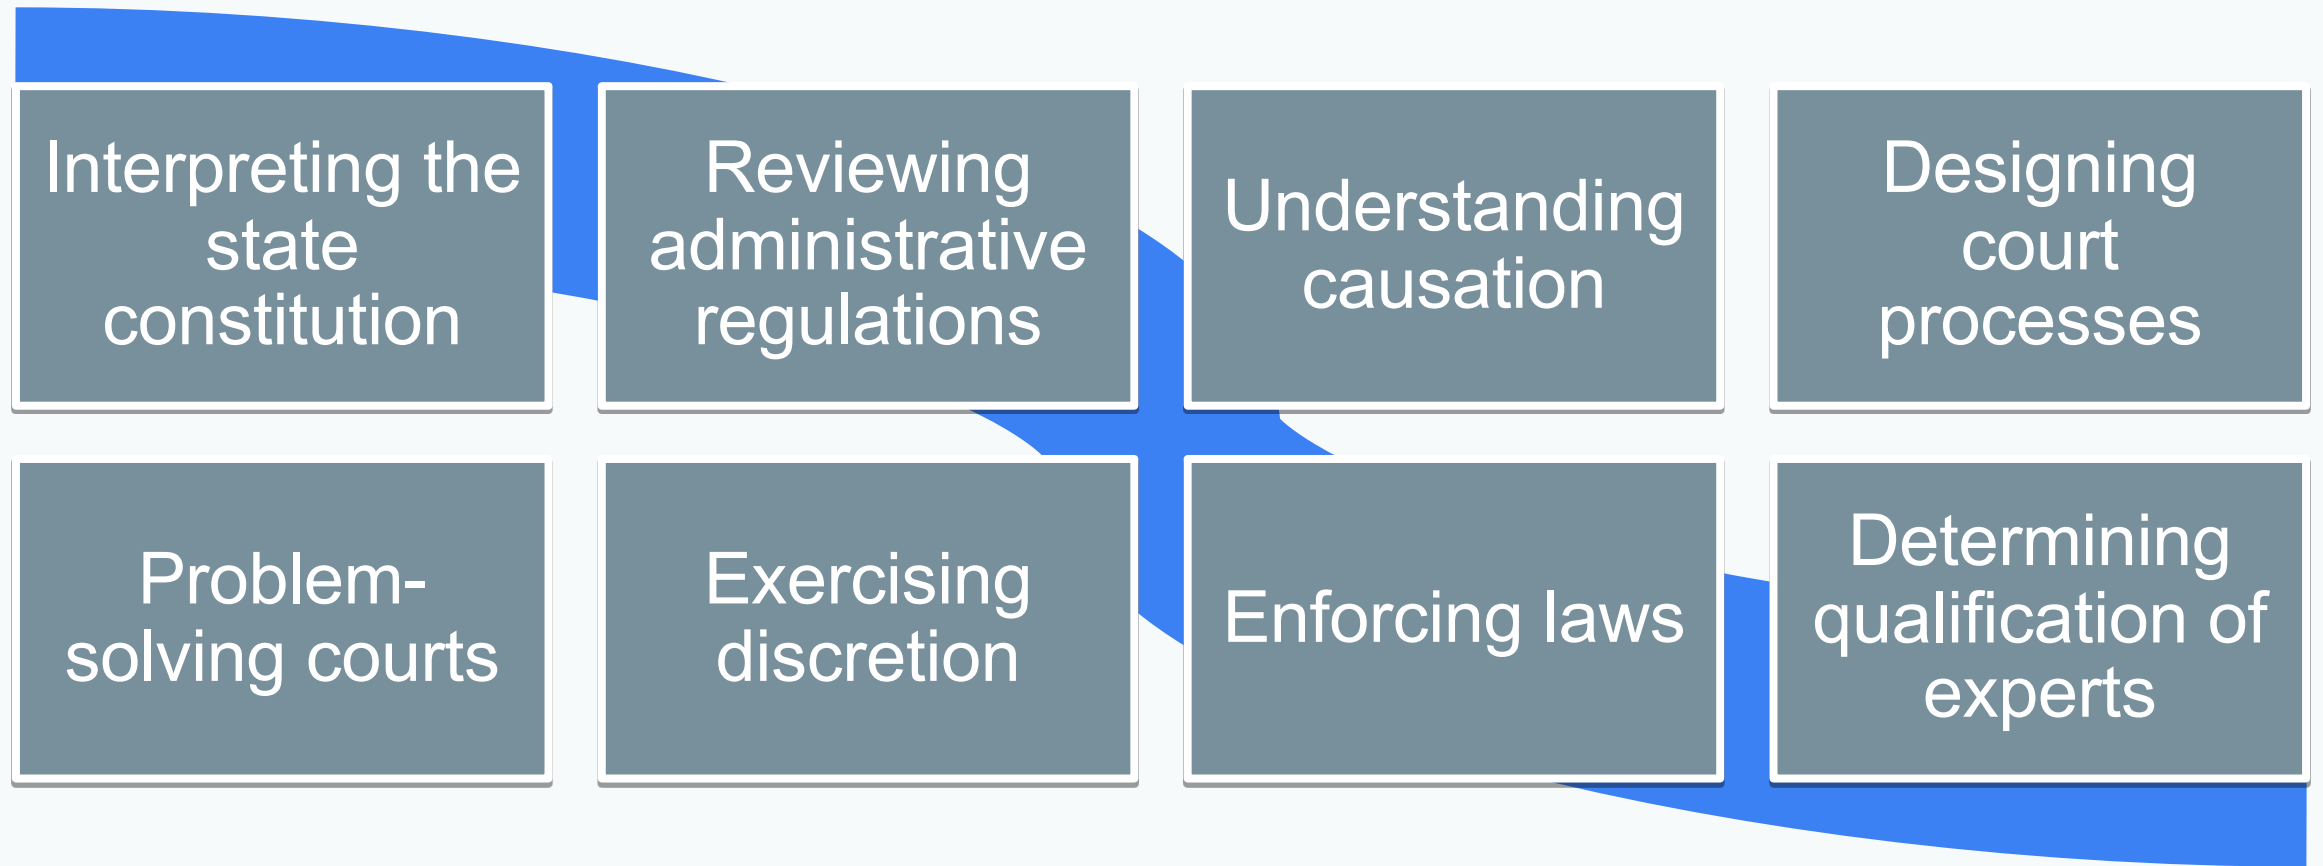 Interpreting the
state
constitution
Reviewing
administrative
regulations
Understanding
causation
Designing
court
processes
Problem-
solving courts
Exercising
discretion
Enforcing laws
Determining
qualification of
experts